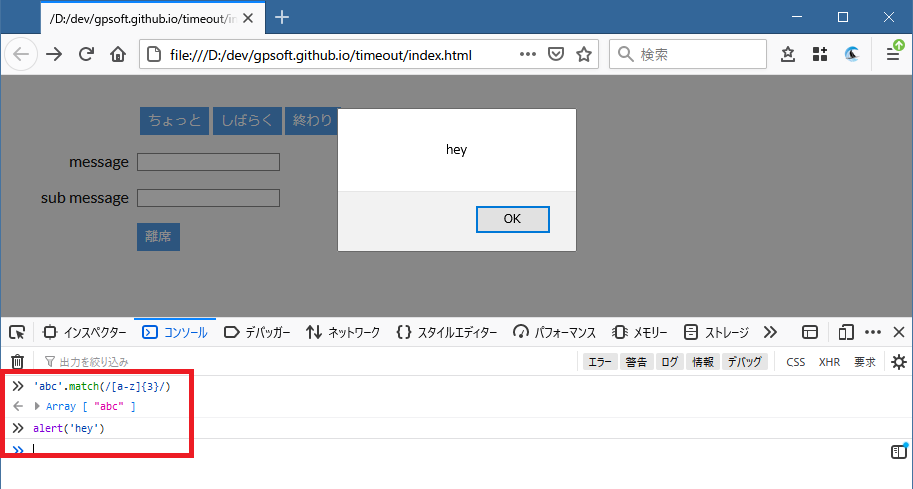 /D:/dev/gpsoft.github.io/timeout/in
file:///D:/dev/gpsoft.github.io/timeout/index.html
検索
ちょっと しばらく 終わり
message
sub message
離席
hey
OK
インスペクター コンソール デバッガー ネットワーク スタイルエディター パフォーマンス メモリー ストレージ
出力を絞り込み エラー 警告 ログ 情報 デバッグ CSS XHR 要求
'abc'.match(/[a-z]{3}/)
Array [ "abc" ]
alert('hey')